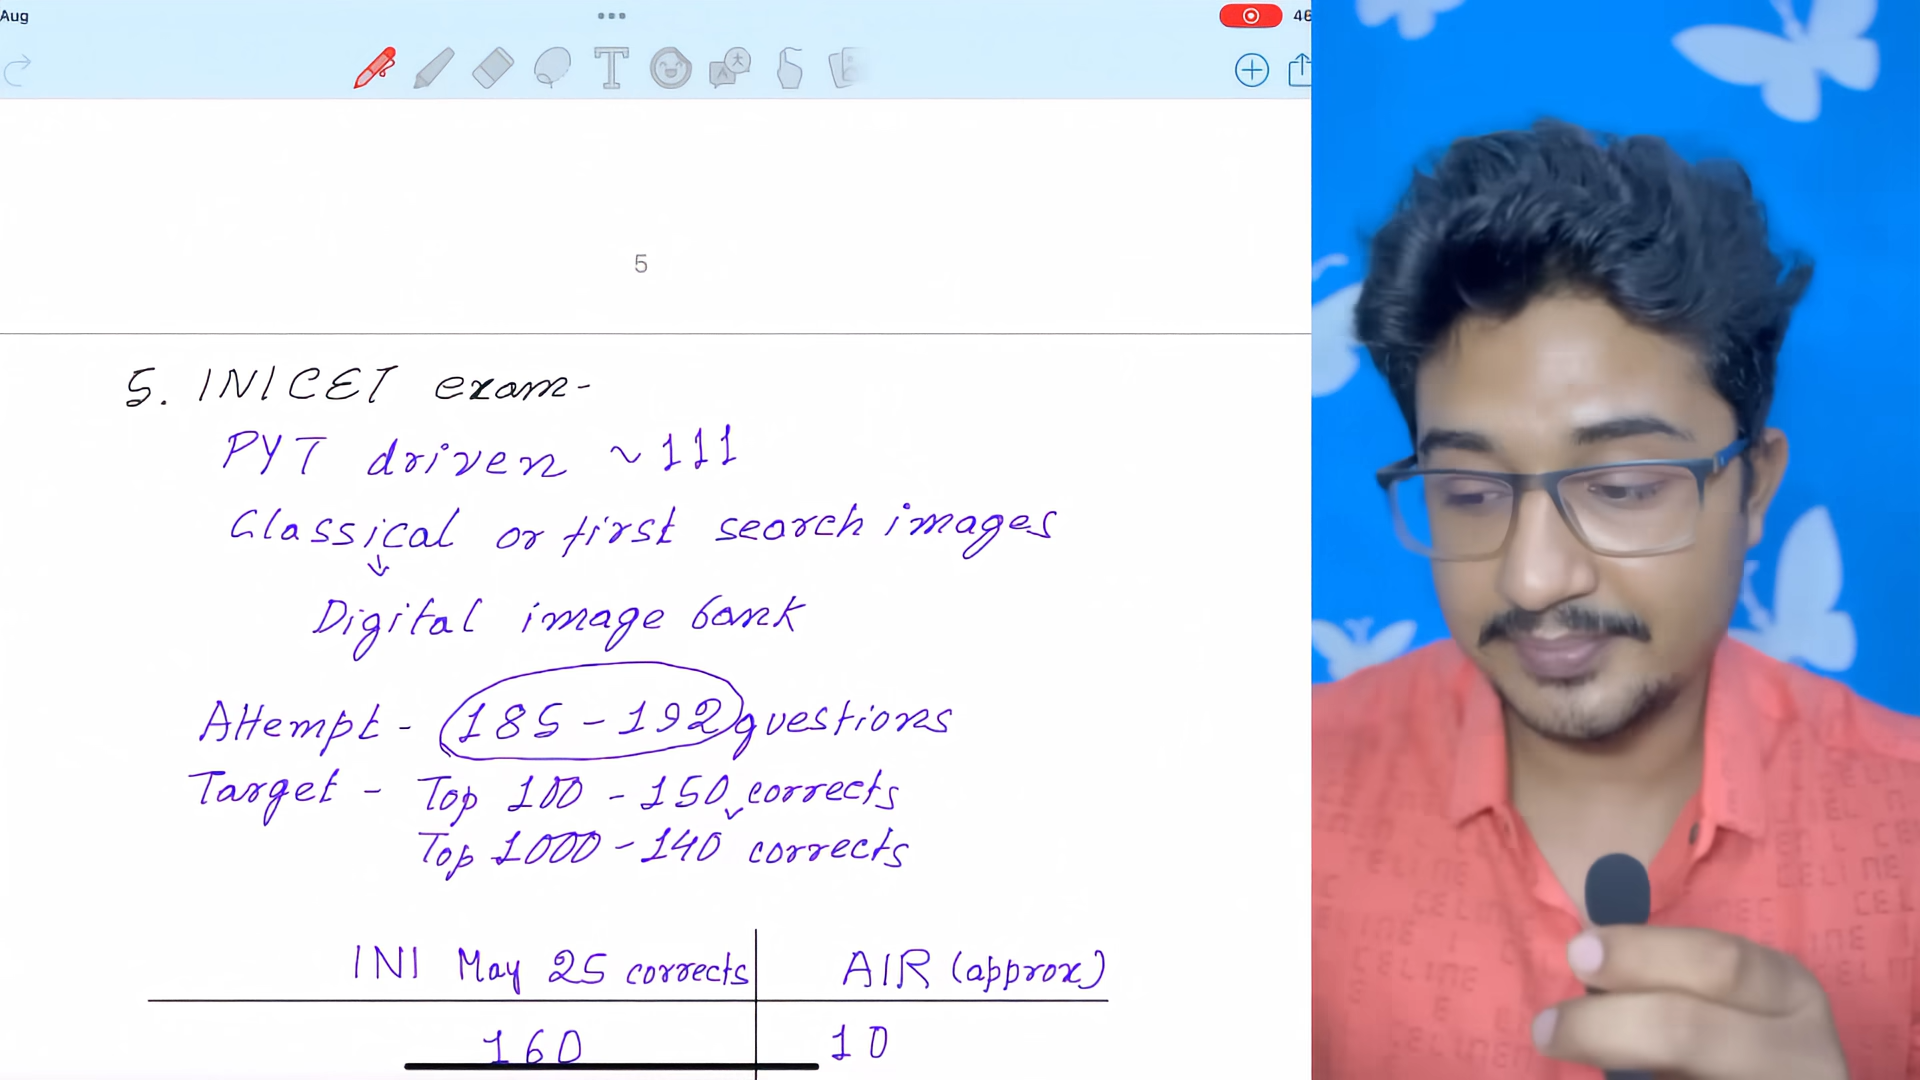 Aug
46
5
5. INICET exam-
PYT driven ~111
Classical or first search images
↓
Digital image bank
Attempt - 185 - 192 questions
Target - Top 100 - 150 corrects
Top 1000 - 140 corrects
INI May 25 corrects AIR (approx)
160 10